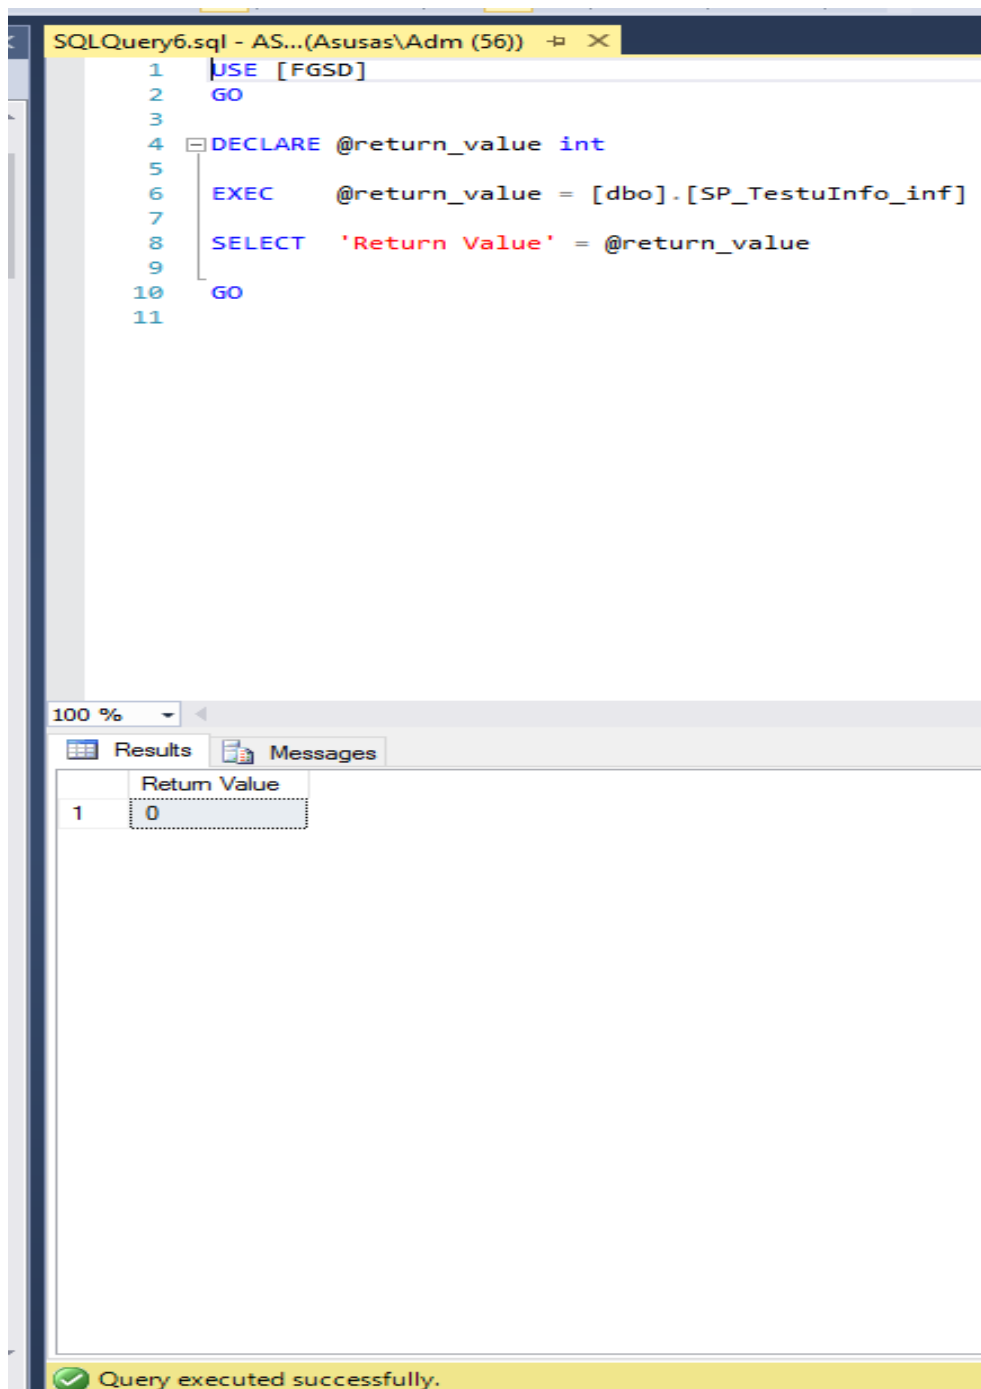 SQLQuery6.sql - AS...(Asusas\Adm (56))
1 USE [FGSD]
2 GO
3
4 DECLARE @return_value int
5
6 EXEC @return_value = [dbo].[SP_TestuInfo_inf]
7
8 SELECT 'Return Value' = @return_value
9
10 GO
11
100 %
Results Messages
Return Value
1 0
Query executed successfully.